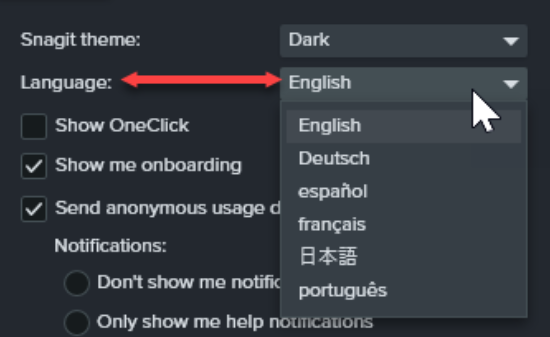 Snagit theme: Dark
Language: English
Show OneClick
English
Show me onboarding
Deutsch
español
Send anonymous usage d
français
Notifications:
日本語
Don't show me notific
português
Only show me help notifications